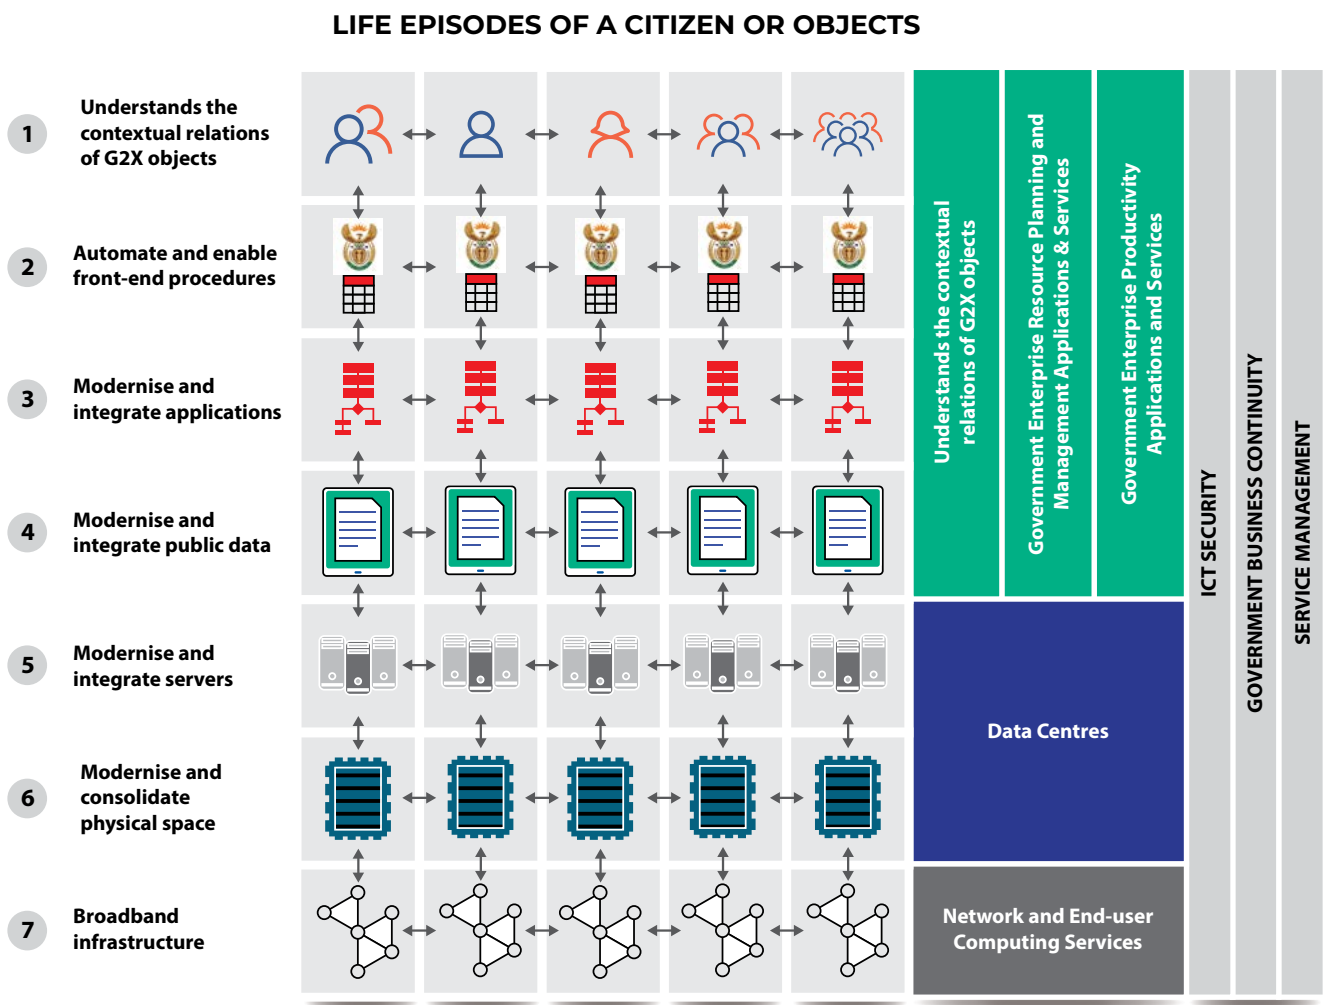 LIFE EPISODES OF A CITIZEN OR OBJECTS
1
Understands the
contextual relations
of G2X objects
2
Automate and enable
front-end procedures
3
Modernise and
integrate applications
4
Modernise and
integrate public data
5
Modernise and
integrate servers
6
Modernise and
consolidate
physical space
7
Broadband
infrastructure
Understands the contextual
relations of G2X objects
Government Enterprise Resource Planning and
Management Applications & Services
Government Enterprise Productivity
Applications and Services
Data Centres
Network and End-user
Computing Services
ICT SECURITY
GOVERNMENT BUSINESS CONTINUITY
SERVICE MANAGEMENT